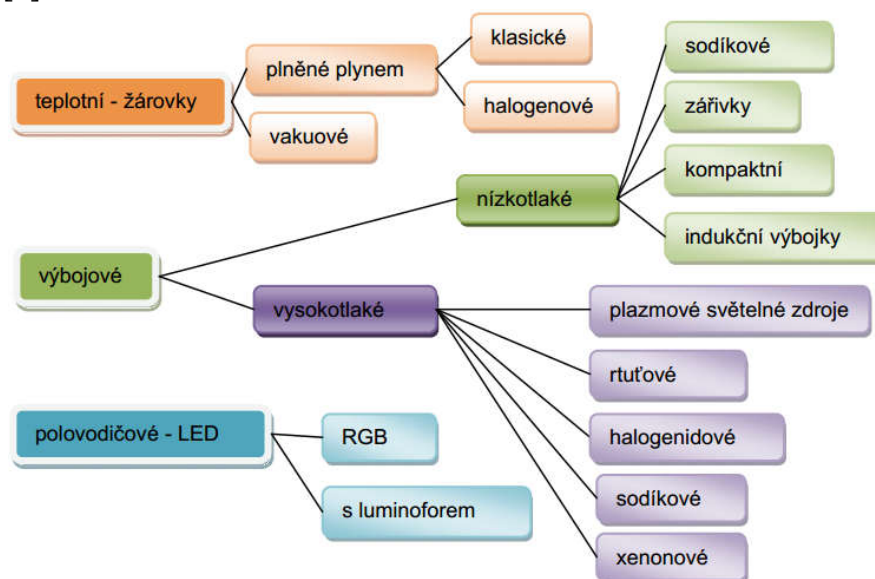 teplotní - žárovky
plněné plynem
klasické
halogenové
vakuové
výbojové
nízkotlaké
sodíkové
zářivky
kompaktní
indukční výbojky
vysokotlaké
plazmové světelné zdroje
rtuťové
halogenidové
sodíkové
xenonové
polovodičové - LED
RGB
s luminoforem